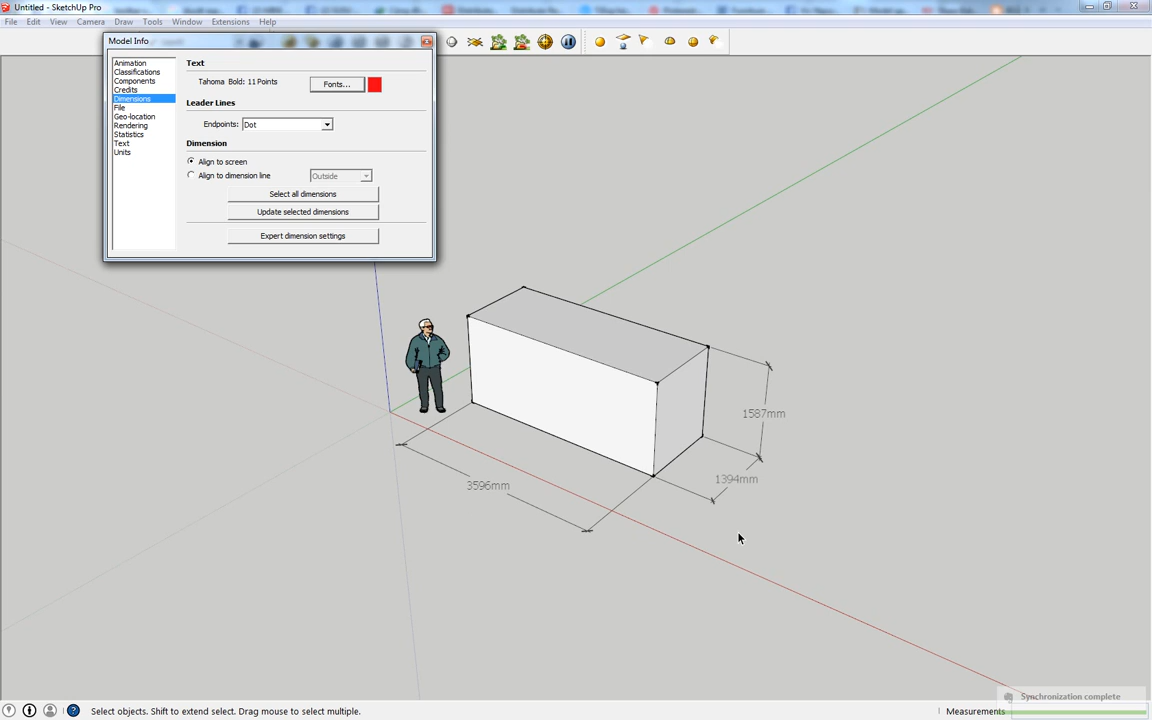 Untitled - SketchUp Pro
File Edit View Camera Draw Tools Window Extensions Help
Model Info
Animation
Classifications
Components
Credits
Dimensions
File
Geo-location
Rendering
Statistics
Text
Units
Text
Tahoma Bold: 11 Points
Fonts...
Leader Lines
Endpoints: Dot
Dimension
Align to screen
Align to dimension line
Outside
Select all dimensions
Update selected dimensions
Expert dimension settings
1587mm
1394mm
3596mm
Synchronization complete
Select objects. Shift to extend select. Drag mouse to select multiple.
Measurements